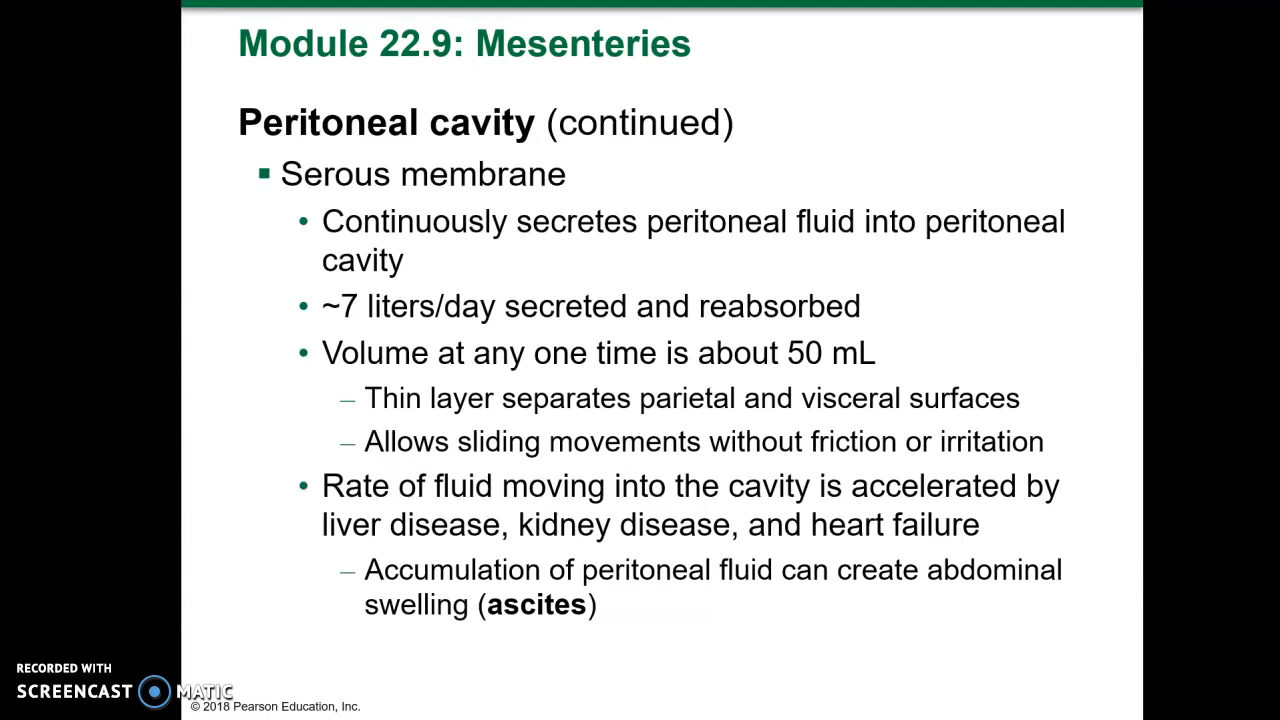 Module 22.9: Mesenteries
Peritoneal cavity (continued)
▪ Serous membrane
• Continuously secretes peritoneal fluid into peritoneal
cavity
• ~7 liters/day secreted and reabsorbed
• Volume at any one time is about 50 mL
– Thin layer separates parietal and visceral surfaces
– Allows sliding movements without friction or irritation
• Rate of fluid moving into the cavity is accelerated by
liver disease, kidney disease, and heart failure
– Accumulation of peritoneal fluid can create abdominal
swelling (ascites)
RECORDED WITH
SCREENCAST MATIC
© 2018 Pearson Education, Inc.